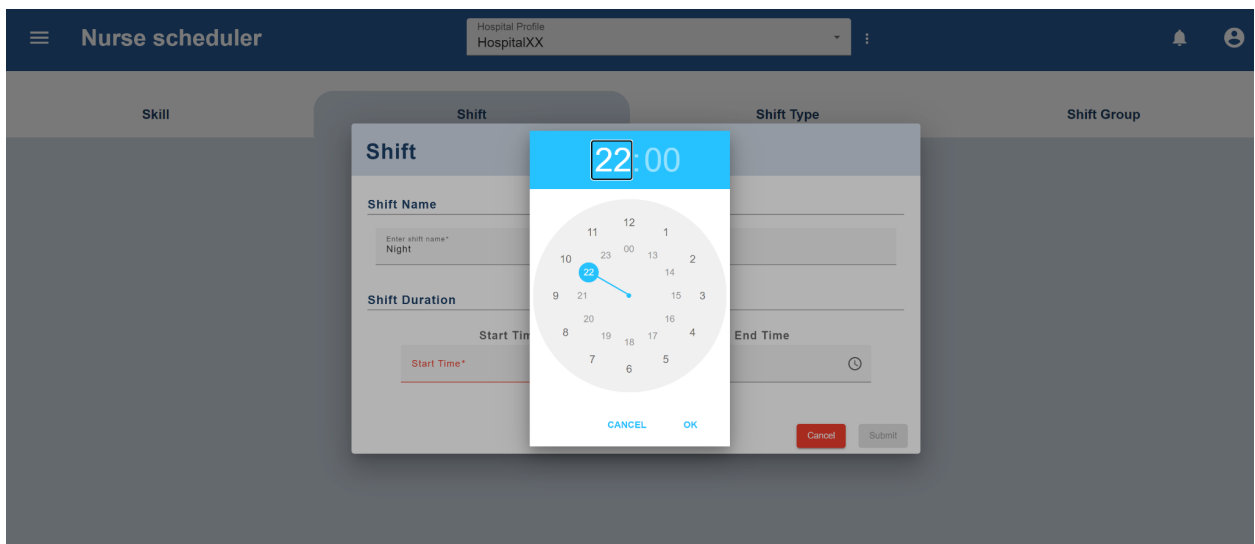 Nurse scheduler
Hospital Profile
HospitalXX
Skill
Shift
Shift Type
Shift Group
Shift
22:00
Shift Name
Enter shift name*
Night
Shift Duration
Start Tim
End Time
Start Time*
12
11
1
10
23
00
13
2
22
14
9
21
15
3
20
16
8
19
18
17
4
7
5
6
CANCEL
OK
Cancel
Submit